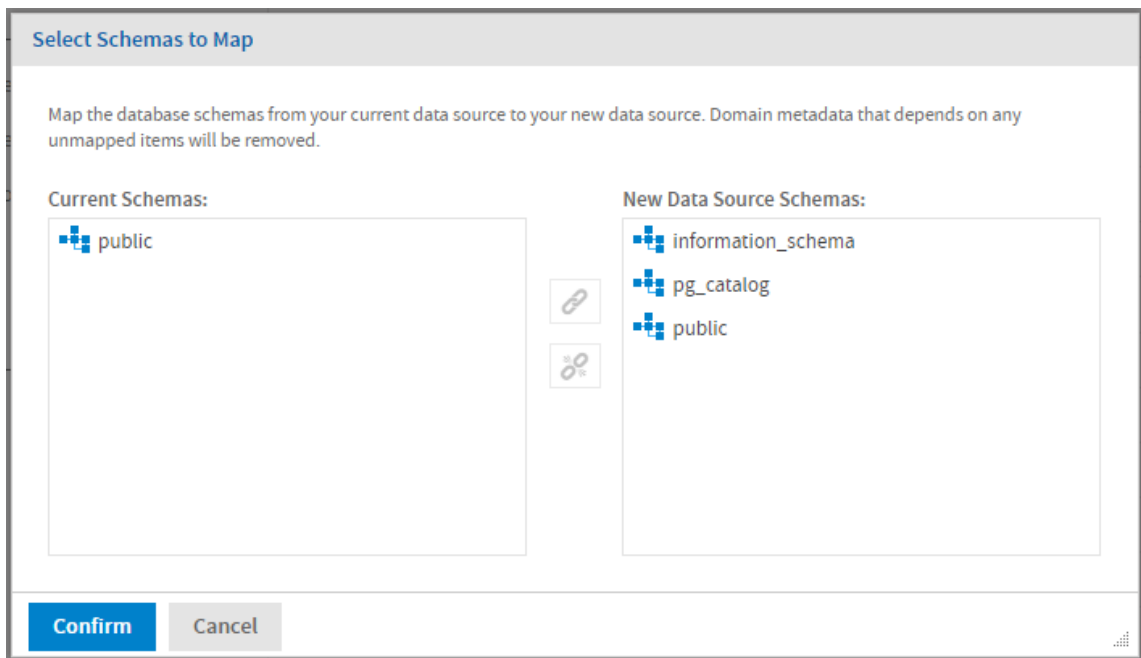 Select Schemas to Map
Map the database schemas from your current data source to your new data source. Domain metadata that depends on any
unmapped items will be removed.
Current Schemas:
public
New Data Source Schemas:
information_schema
pg_catalog
public
Confirm
Cancel